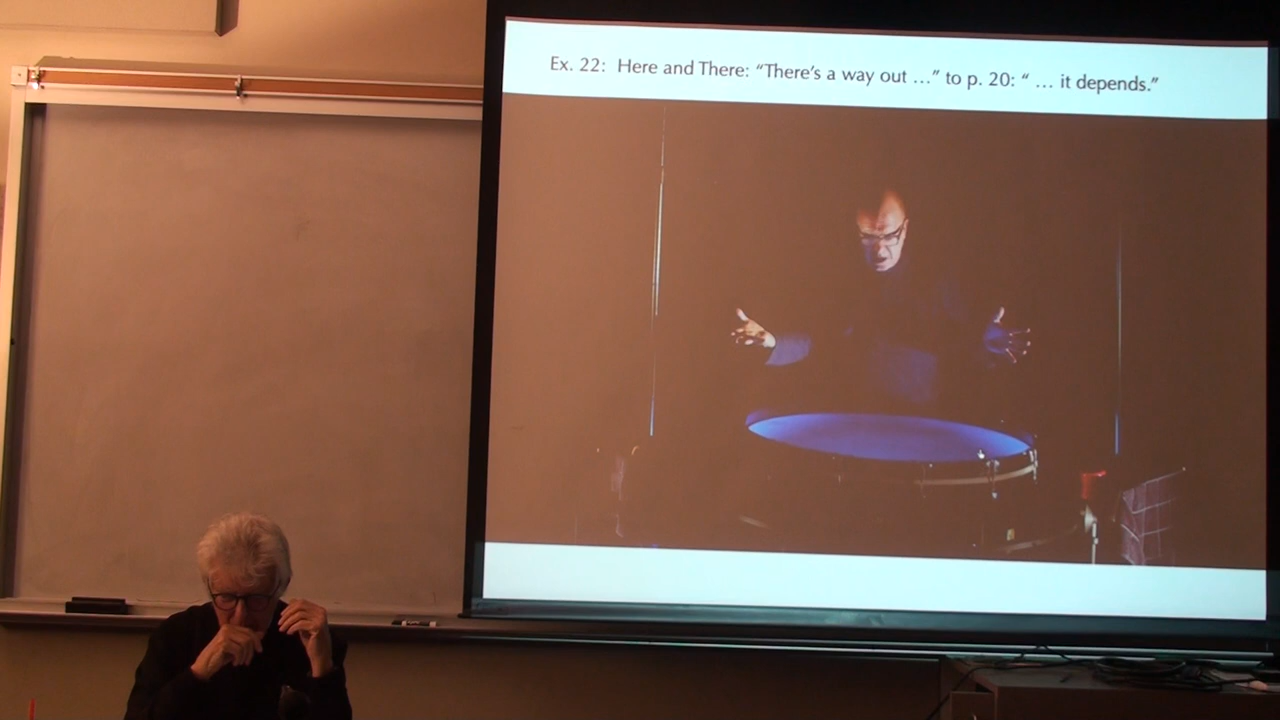 Ex. 22: Here and There: “There’s a way out …” to p. 20: “ … it depends.”